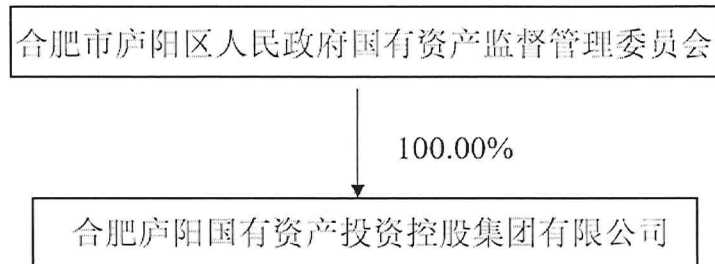 合肥市庐阳区人民政府国有资产监督管理委员会
100.00%
合肥庐阳国有资产投资控股集团有限公司